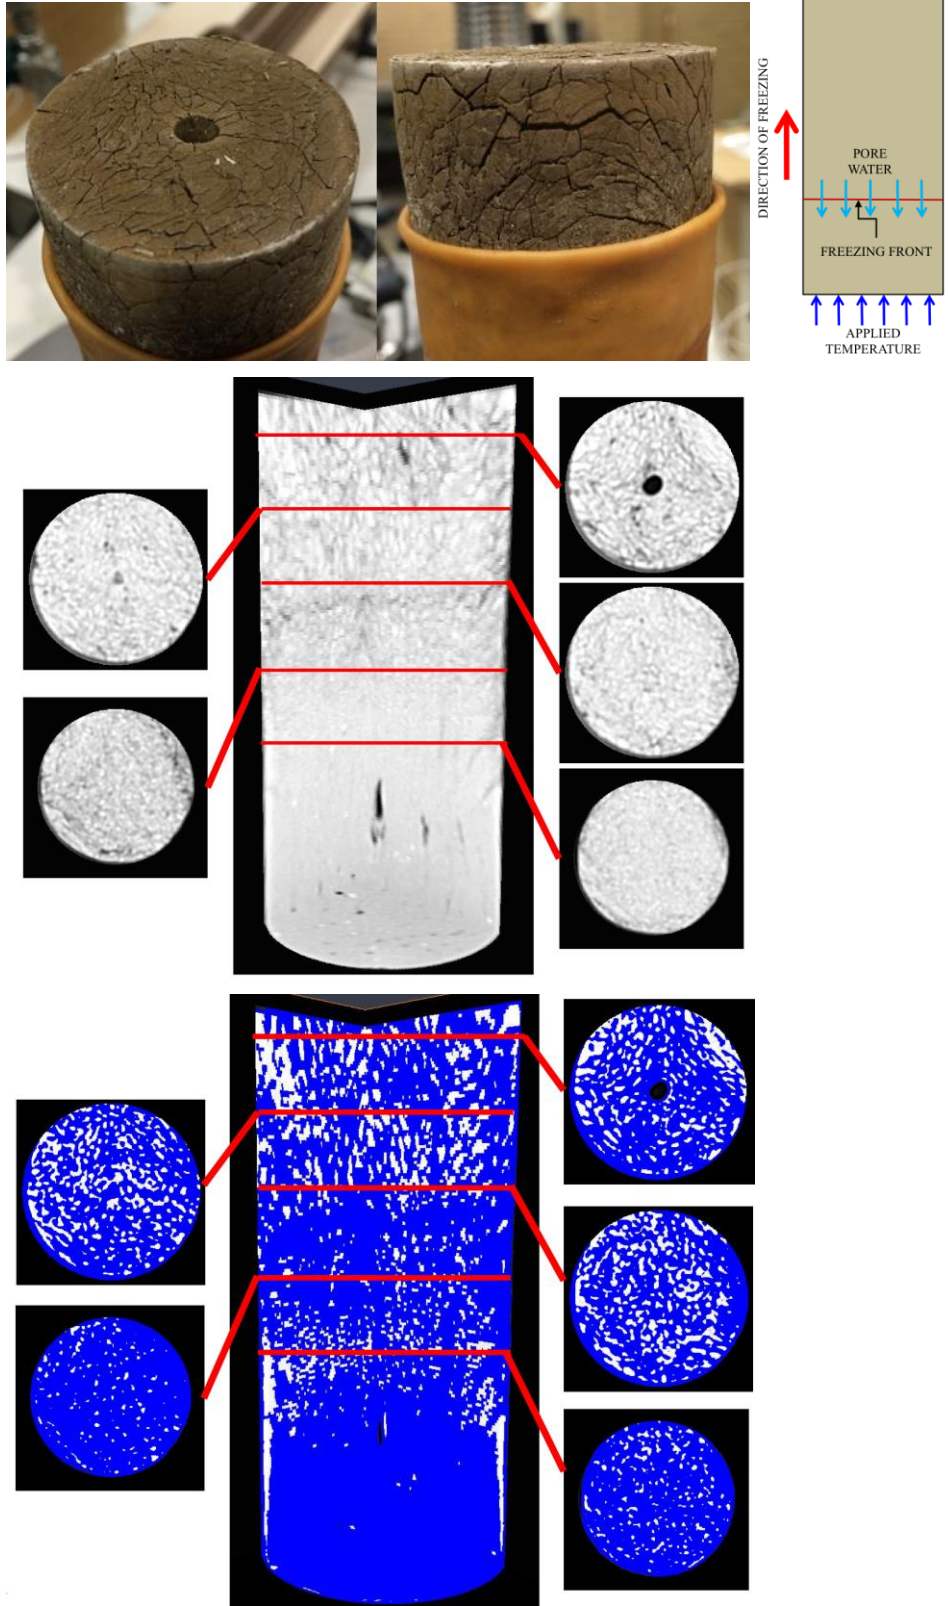 DIRECTION OF FREEZING
PORE
WATER
FREEZING FRONT
APPLIED
TEMPERATURE